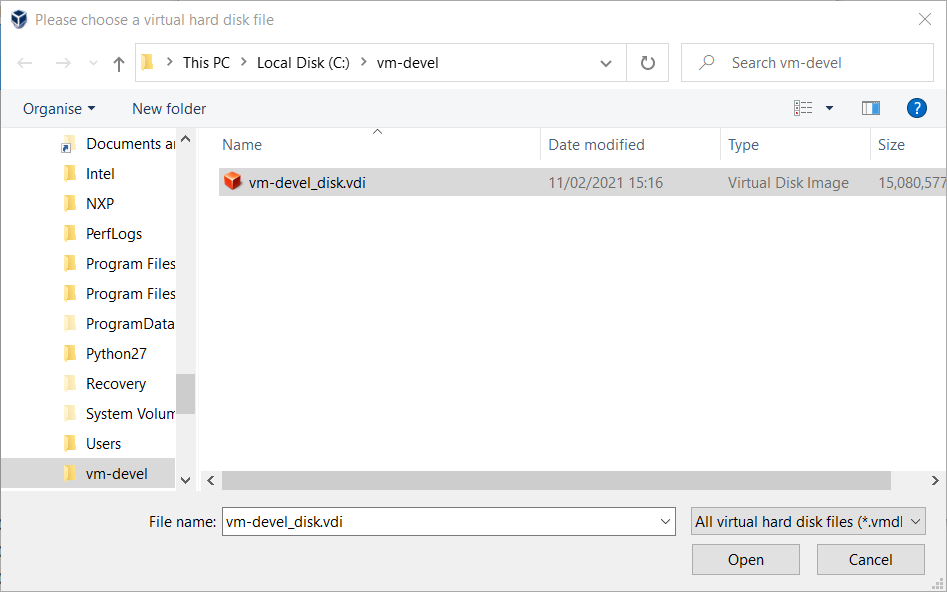 Please choose a virtual hard disk file
This PC > Local Disk (C:) > vm-devel
Search vm-devel
Organise
New folder
?
Name
Date modified
Type
Size
vm-devel_disk.vdi
11/02/2021 15:16
Virtual Disk Image
15,080,577
Documents ar
Intel
NXP
PerfLogs
Program Files
Program Files
ProgramData
Python27
Recovery
System Volum
Users
vm-devel
File name:
vm-devel_disk.vdi
All virtual hard disk files (*.vmdl
Open
Cancel